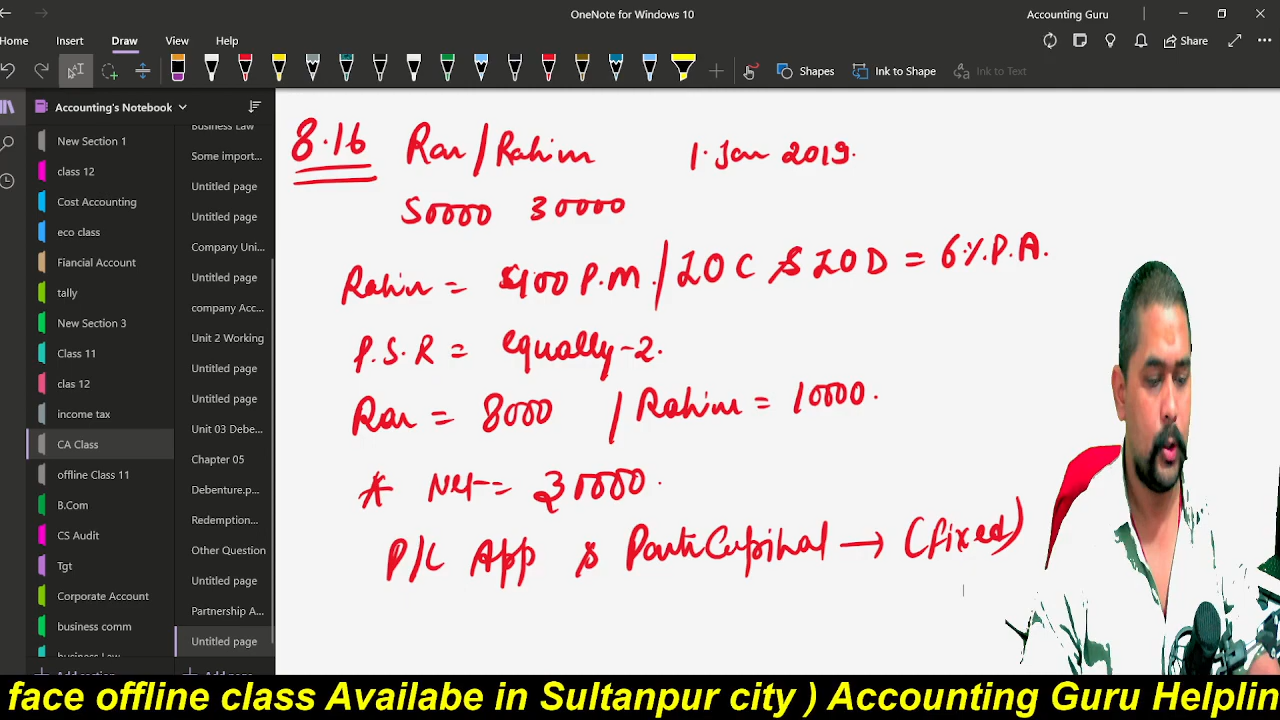 OneNote for Windows 10
Accounting Guru
Home Insert Draw View Help
Share
Shapes
Ink to Shape
Ink to Text
Accounting's Notebook
New Section 1
class 12
Cost Accounting
eco class
Fiancial Account
tally
New Section 3
Class 11
clas 12
income tax
CA Class
offline Class 11
B.Com
CS Audit
Tgt
Corporate Account
business comm
business Law
Business Law
Some import...
Untitled page
Untitled page
Company Uni...
Untitled page
company Acc...
Unit 2 Working
Untitled page
Untitled page
Unit 03 Debe...
Chapter 05
Debenture.p...
Redemption...
Other Question
Untitled page
Partnership A...
Untitled page
8.16 Ram/Rahim 1. Jan 2019.
50000 30000
Rahim = P.M. / IOC & IOD = 6%.P.A.
P.S.R = equally-2.
Ram = 8000 / Rahim = 10000.
* Net = 30000.
P/L App & Capital → (fixed)
face offline class Availabe in Sultanpur city ) Accounting Guru Helplin